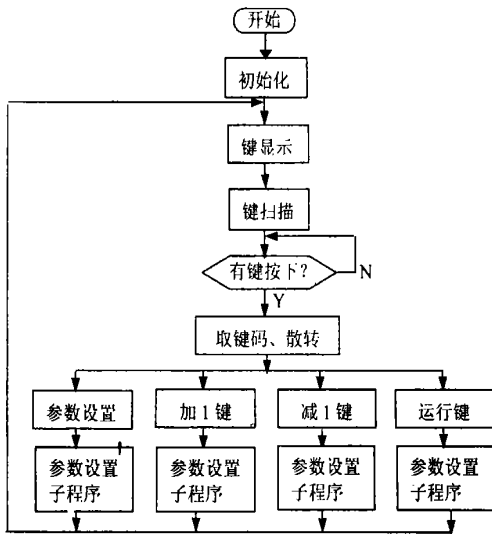 开始
初始化
键显示
键扫描
有键按下?
N
Y
取键码、散转
参数设置
加1键
减1键
运行键
参数设置
子程序
参数设置
子程序
参数设置
子程序
参数设置
子程序